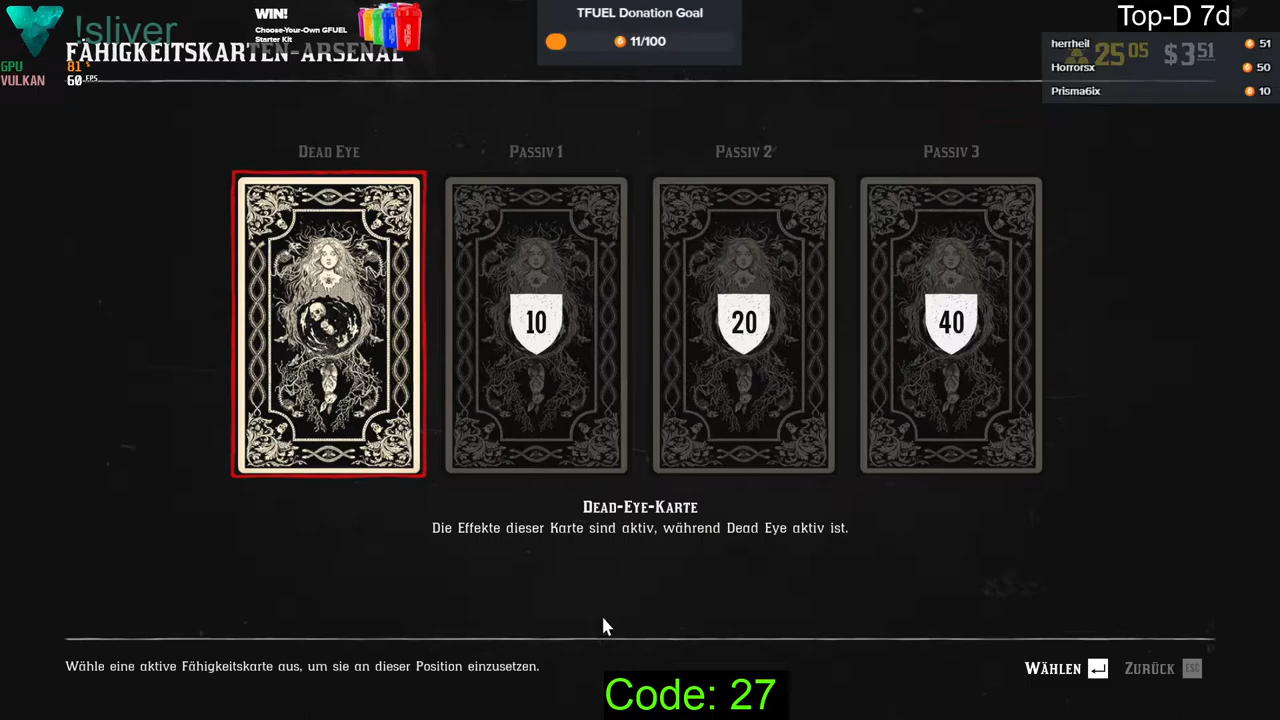 !sliver
WIN!
Choose-Your-Own GFUEL
Starter Kit
TFUEL Donation Goal
11/100
Top-D 7d
FÄHIGKEITSKARTEN-ARSENAL
GPU 81 %
VULKAN 60 FPS
25 05 $3 51
herrheil 51
Horrorsx 50
Prisma6ix 10
DEAD EYE
PASSIV 1
PASSIV 2
PASSIV 3
10
20
40
DEAD-EYE-KARTE
Die Effekte dieser Karte sind aktiv, während Dead Eye aktiv ist.
Wähle eine aktive Fähigkeitskarte aus, um sie an dieser Position einzusetzen.
WÄHLEN
ZURÜCK ESC
Code: 27